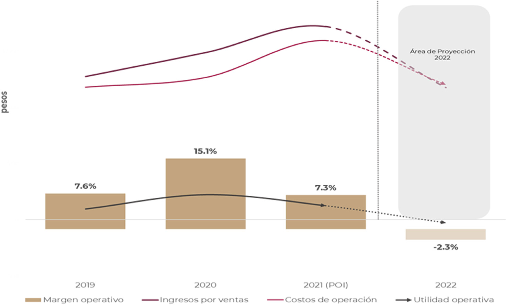 Área de Proyección
2022
pesos
15.1%
7.6%
7.3%
-2.3%
2019
2020
2021 (POI)
2022
Margen operativo
Ingresos por ventas
Costos de operación
Utilidad operativa